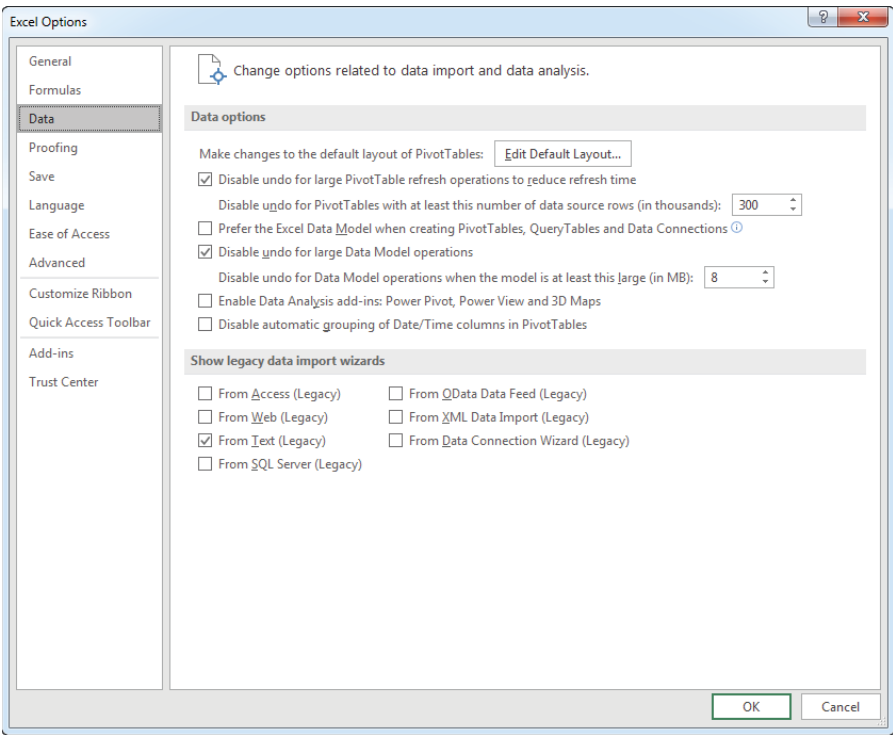 Excel Options
General
Formulas
Data
Proofing
Save
Language
Ease of Access
Advanced
Customize Ribbon
Quick Access Toolbar
Add-ins
Trust Center
Change options related to data import and data analysis.
Data options
Make changes to the default layout of PivotTables: Edit Default Layout...
Disable undo for large PivotTable refresh operations to reduce refresh time
Disable undo for PivotTables with at least this number of data source rows (in thousands): 300
Prefer the Excel Data Model when creating PivotTables, QueryTables and Data Connections
Disable undo for large Data Model operations
Disable undo for Data Model operations when the model is at least this large (in MB): 8
Enable Data Analysis add-ins: Power Pivot, Power View and 3D Maps
Disable automatic grouping of Date/Time columns in PivotTables
Show legacy data import wizards
From Access (Legacy) From OData Data Feed (Legacy)
From Web (Legacy) From XML Data Import (Legacy)
From Text (Legacy) From Data Connection Wizard (Legacy)
From SQL Server (Legacy)
OK Cancel